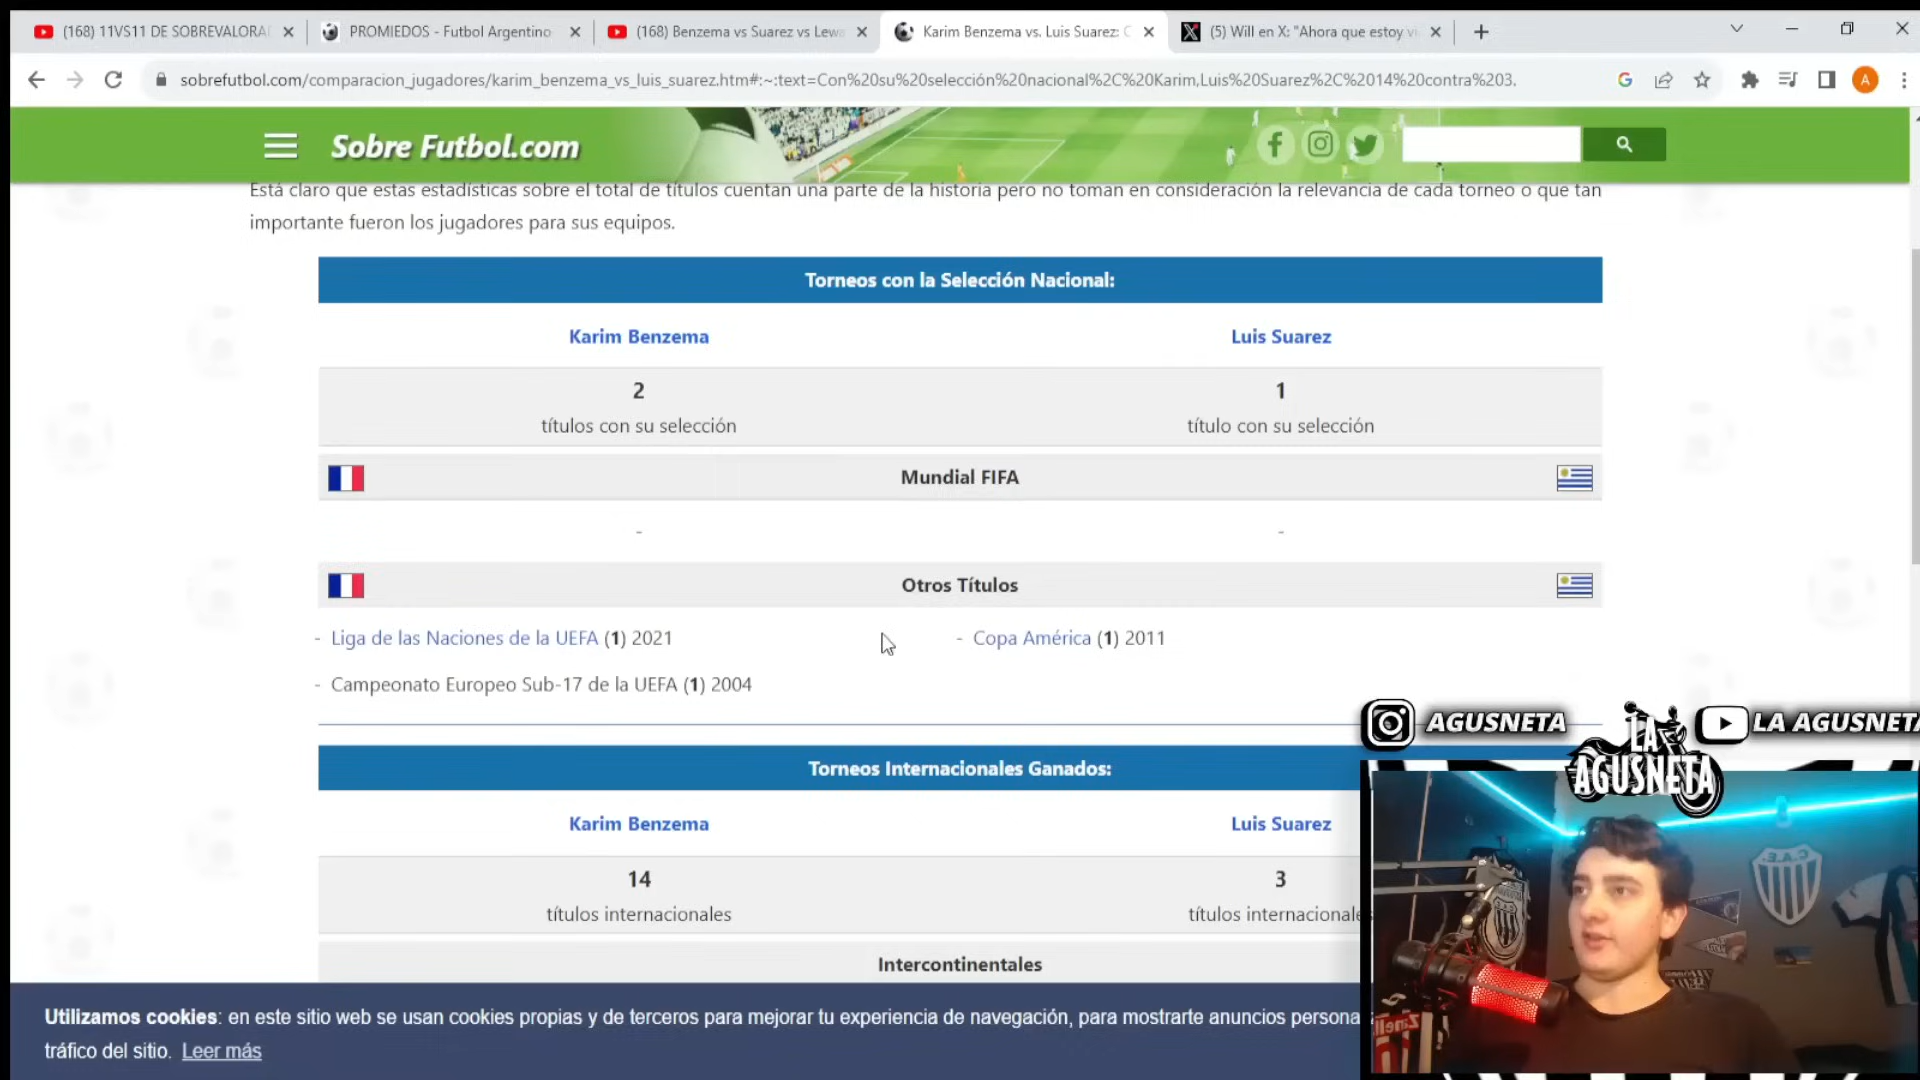 (168) 11VS11 DE SOBREVALORA
PROMIEDOS - Futbol Argentino
(168) Benzema vs Suarez vs Lewa
Karim Benzema vs. Luis Suarez: C
(5) Will en X: "Ahora que estoy vi
sobrefutbol.com/comparacion_jugadores/karim_benzema_vs_luis_suarez.htm#:~:text=Con%20su%20selección%20nacional%2C%20Karim,Luis%20Suarez%2C%2014%20contra%203.
A
Sobre Futbol.com
Está claro que estas estadísticas sobre el total de títulos cuentan una parte de la historia pero no toman en consideración la relevancia de cada torneo o que tan
importante fueron los jugadores para sus equipos.
Torneos con la Selección Nacional:
Karim Benzema
Luis Suarez
2
1
títulos con su selección
título con su selección
Mundial FIFA
-
-
Otros Títulos
- Liga de las Naciones de la UEFA (1) 2021
- Copa América (1) 2011
- Campeonato Europeo Sub-17 de la UEFA (1) 2004
AGUSNETA
LA AGUSNETA
LA
AGUSNETA
Torneos Internacionales Ganados:
Karim Benzema
Luis Suarez
14
3
títulos internacionales
títulos internacionale
Intercontinentales
C.A.E.
Utilizamos cookies: en este sitio web se usan cookies propias y de terceros para mejorar tu experiencia de navegación, para mostrarte anuncios persona
tráfico del sitio. Leer más